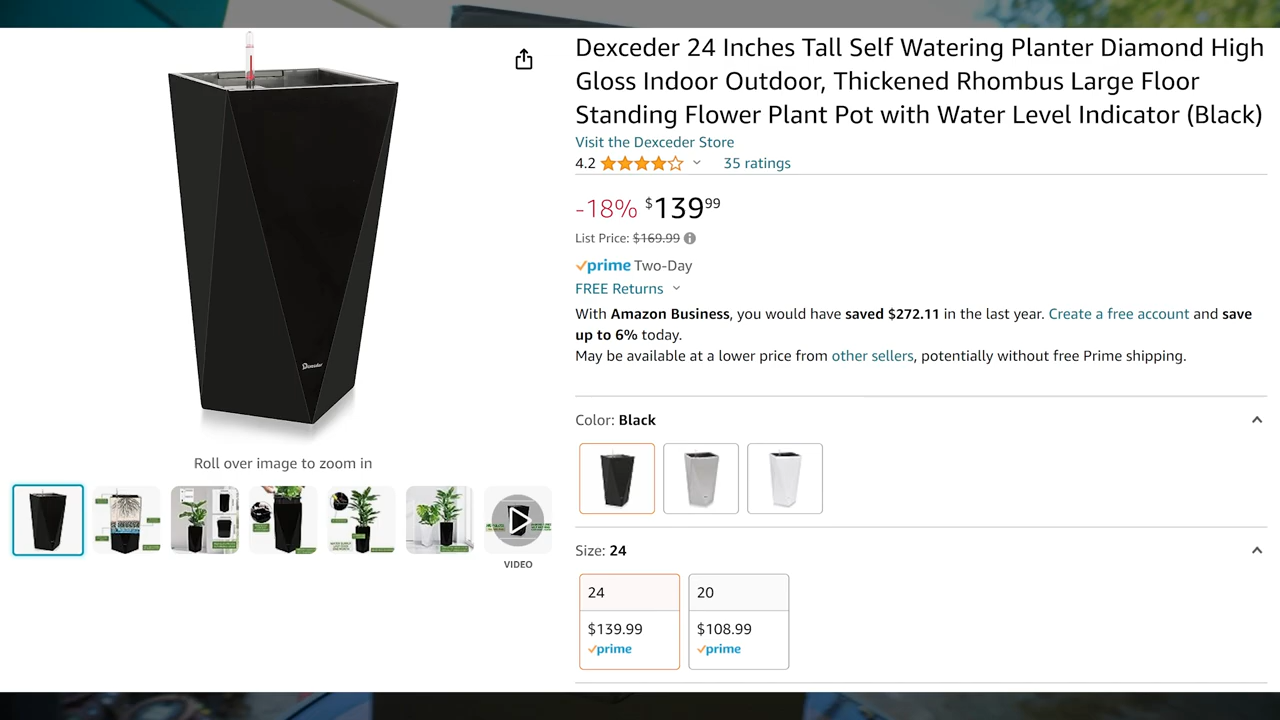 Dexceder 24 Inches Tall Self Watering Planter Diamond High
Gloss Indoor Outdoor, Thickened Rhombus Large Floor
Standing Flower Plant Pot with Water Level Indicator (Black)
Visit the Dexceder Store
4.2 35 ratings
-18% $139.99
List Price: $169.99
prime Two-Day
FREE Returns
With Amazon Business, you would have saved $272.11 in the last year. Create a free account and save
up to 6% today.
May be available at a lower price from other sellers, potentially without free Prime shipping.
Color: Black
Size: 24
24 20
$139.99 $108.99
prime prime
Dexceder
Roll over image to zoom in
VIDEO